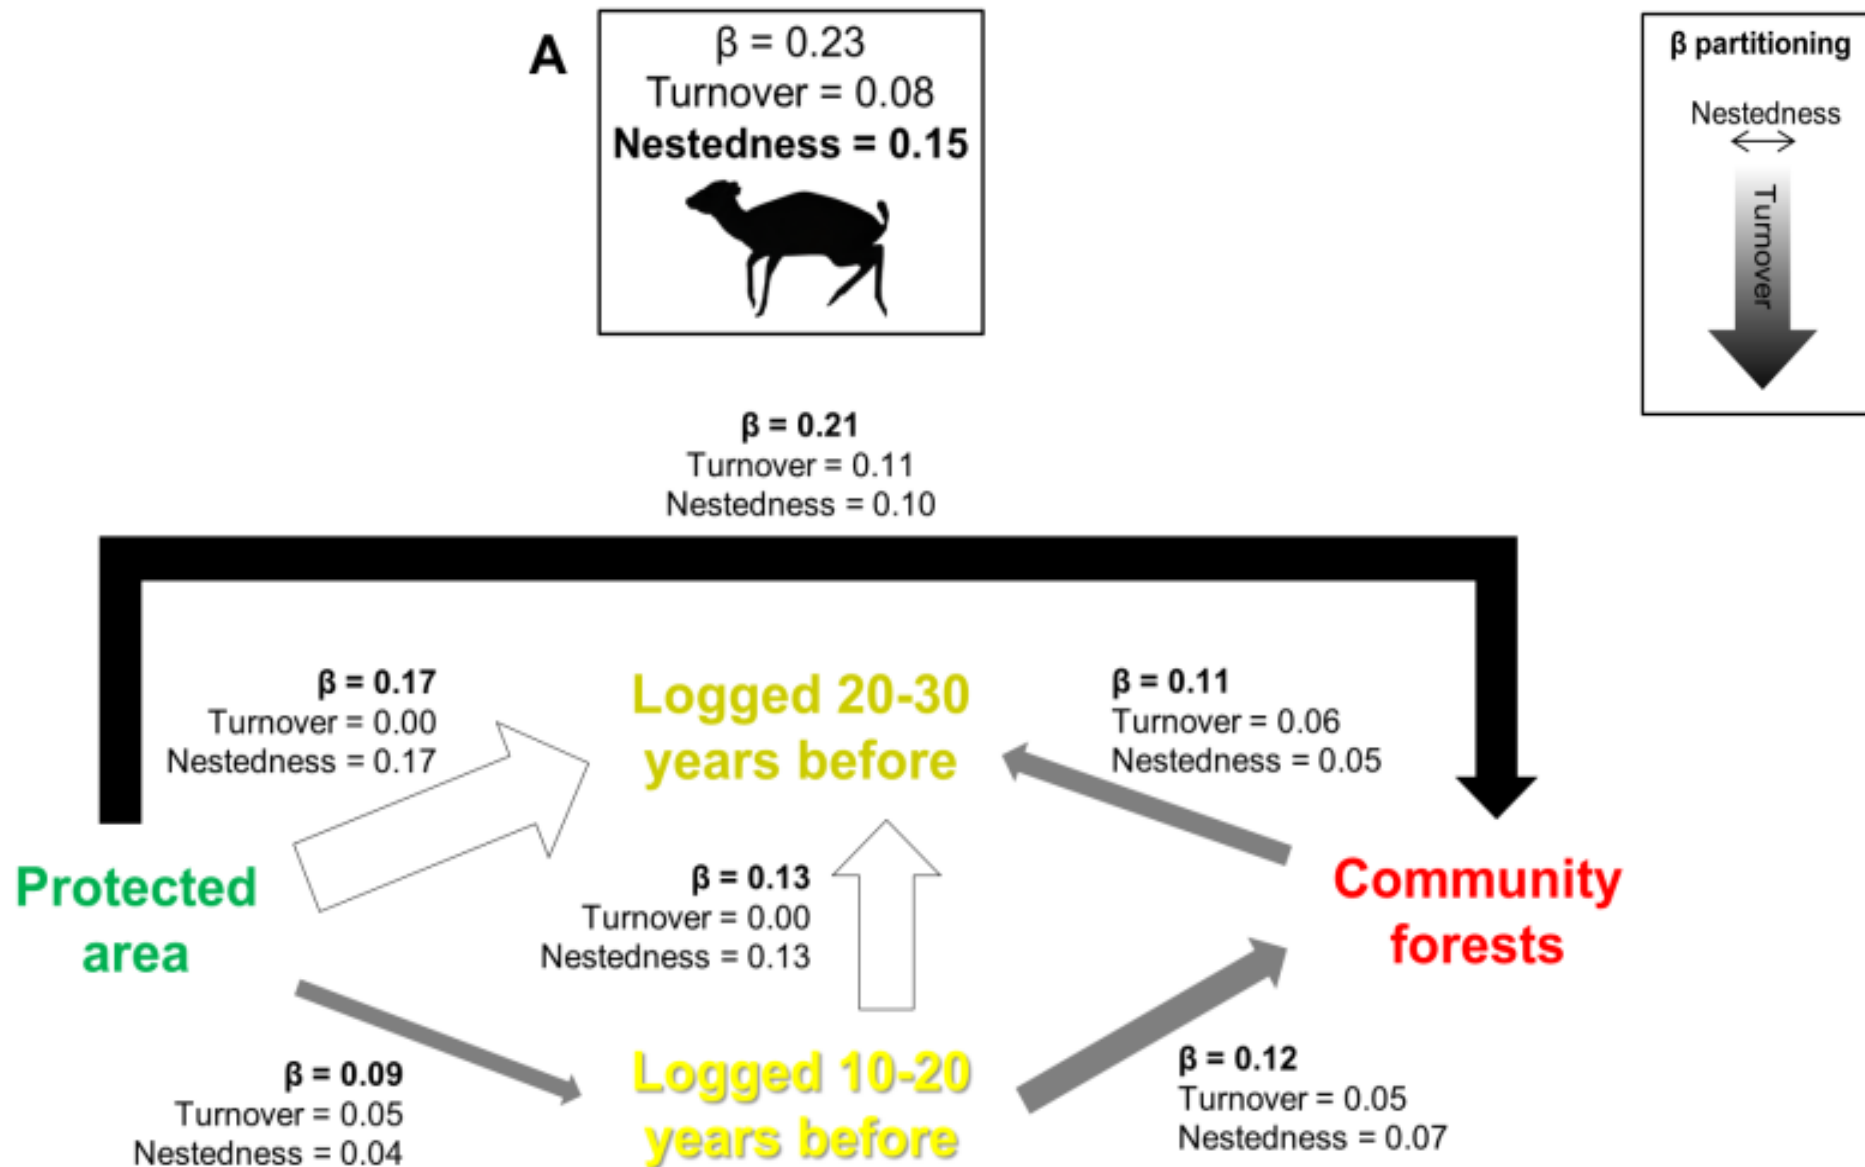 A
β = 0.23
Turnover = 0.08
Nestedness = 0.15
β partitioning
Nestedness
Turnover
β = 0.21
Turnover = 0.11
Nestedness = 0.10
β = 0.17
Turnover = 0.00
Nestedness = 0.17
Logged 20-30
years before
β = 0.11
Turnover = 0.06
Nestedness = 0.05
Protected
area
β = 0.13
Turnover = 0.00
Nestedness = 0.13
Community
forests
β = 0.09
Turnover = 0.05
Nestedness = 0.04
Logged 10-20
years before
β = 0.12
Turnover = 0.05
Nestedness = 0.07